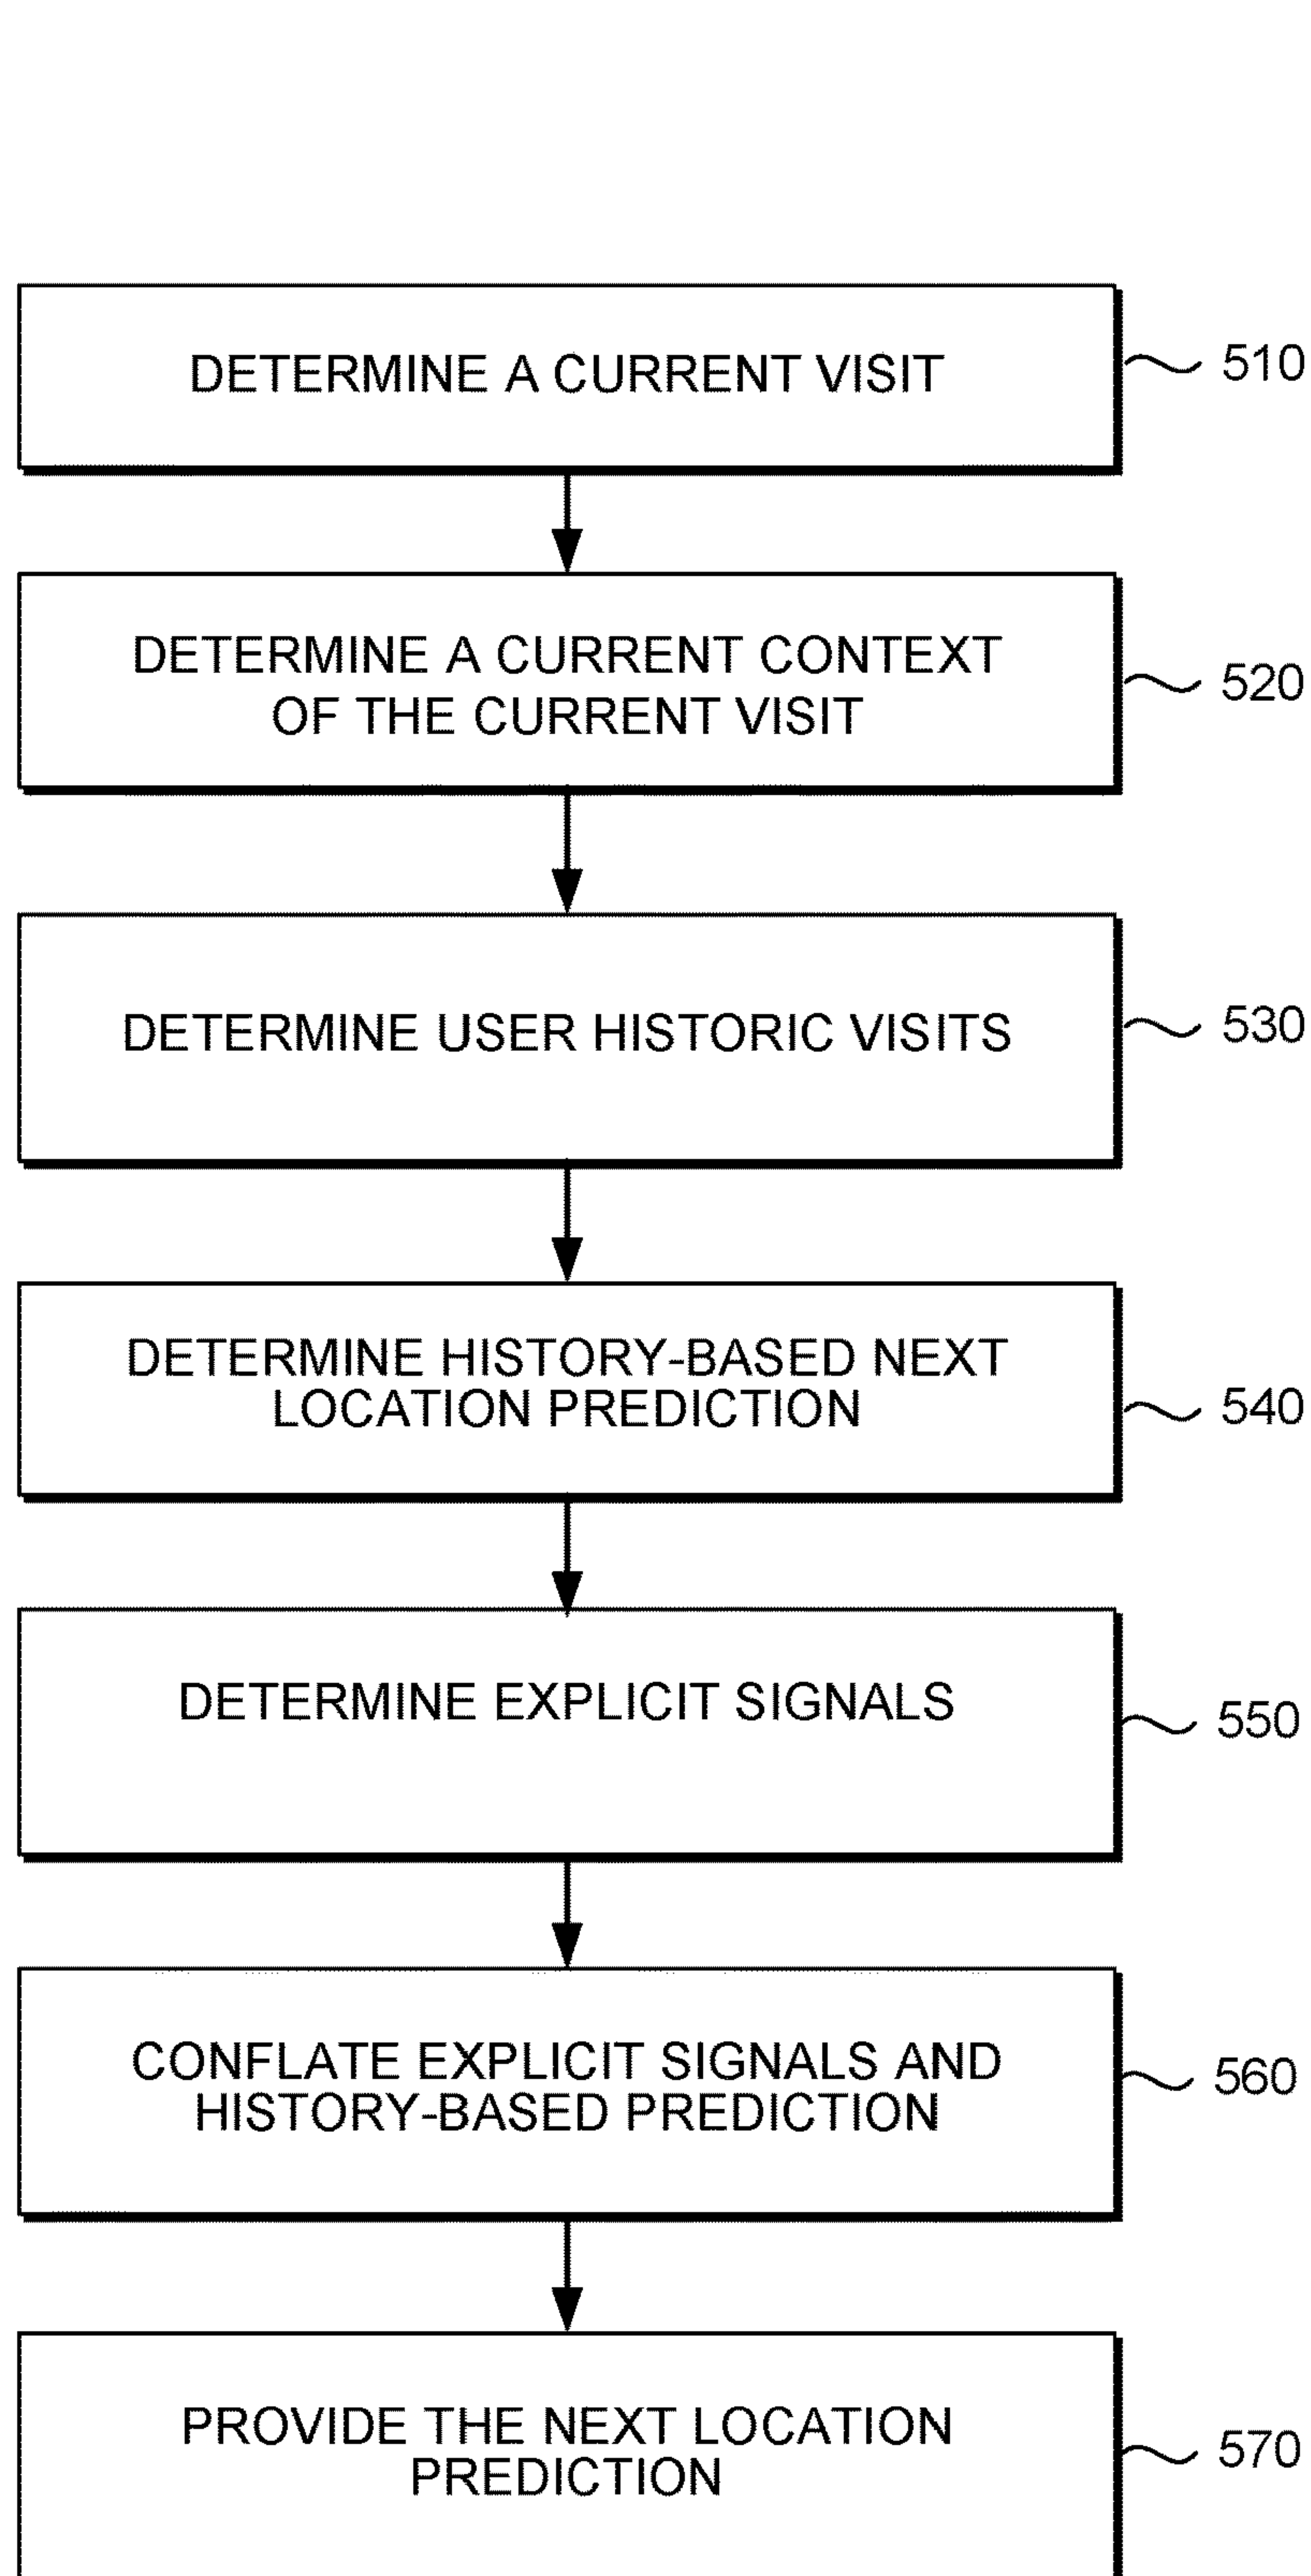 DETERMINE A CURRENT VISIT
510
DETERMINE A CURRENT CONTEXT
OF THE CURRENT VISIT
520
DETERMINE USER HISTORIC VISITS
530
DETERMINE HISTORY-BASED NEXT
LOCATION PREDICTION
540
DETERMINE EXPLICIT SIGNALS
550
CONFLATE EXPLICIT SIGNALS AND
HISTORY-BASED PREDICTION
560
PROVIDE THE NEXT LOCATION
PREDICTION
570